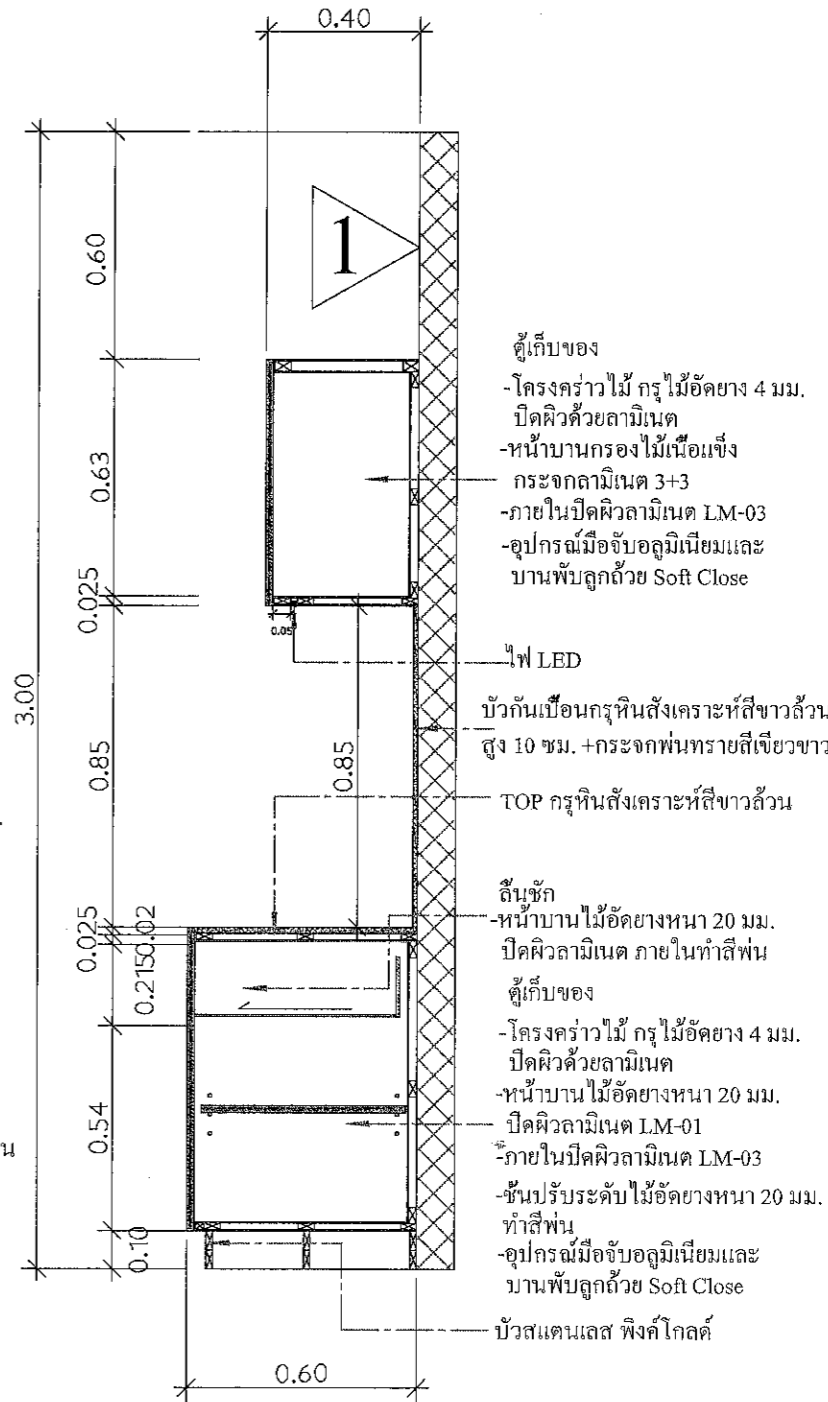 0.40
3.00
0.60
1
0.63
0.025
0.05
0.85
0.85
0.02
0.025
0.215
0.54
0.10
0.60
ตู้เก็บของ
-โครงคร่าวไม้ กรุไม้อัดยาง 4 มม.
ปิดผิวด้วยลามิเนต
-หน้าบานกรองไม้เนื้อแข็ง
กระจกลามิเนต 3+3
-ภายในปิดผิวลามิเนต LM-03
-อุปกรณ์มือจับอลูมิเนียมและ
บานพับลูกถ้วย Soft Close
ไฟ LED
บัวกันเปื้อนกรุหินสังเคราะห์สีขาวล้วน
สูง 10 ซม. +กระจกพ่นทรายสีเขียวขาว
TOP กรุหินสังเคราะห์สีขาวล้วน
ลิ้นชัก
-หน้าบานไม้อัดยางหนา 20 มม.
ปิดผิวลามิเนต ภายในทำสีพ่น
ตู้เก็บของ
-โครงคร่าวไม้ กรุไม้อัดยาง 4 มม.
ปิดผิวด้วยลามิเนต
-หน้าบานไม้อัดยางหนา 20 มม.
ปิดผิวลามิเนต LM-01
-ภายในปิดผิวลามิเนต LM-03
-ชั้นปรับระดับไม้อัดยางหนา 20 มม.
ทำสีพ่น
-อุปกรณ์มือจับอลูมิเนียมและ
บานพับลูกถ้วย Soft Close
บัวสแตนเลส พิงค์โกลด์